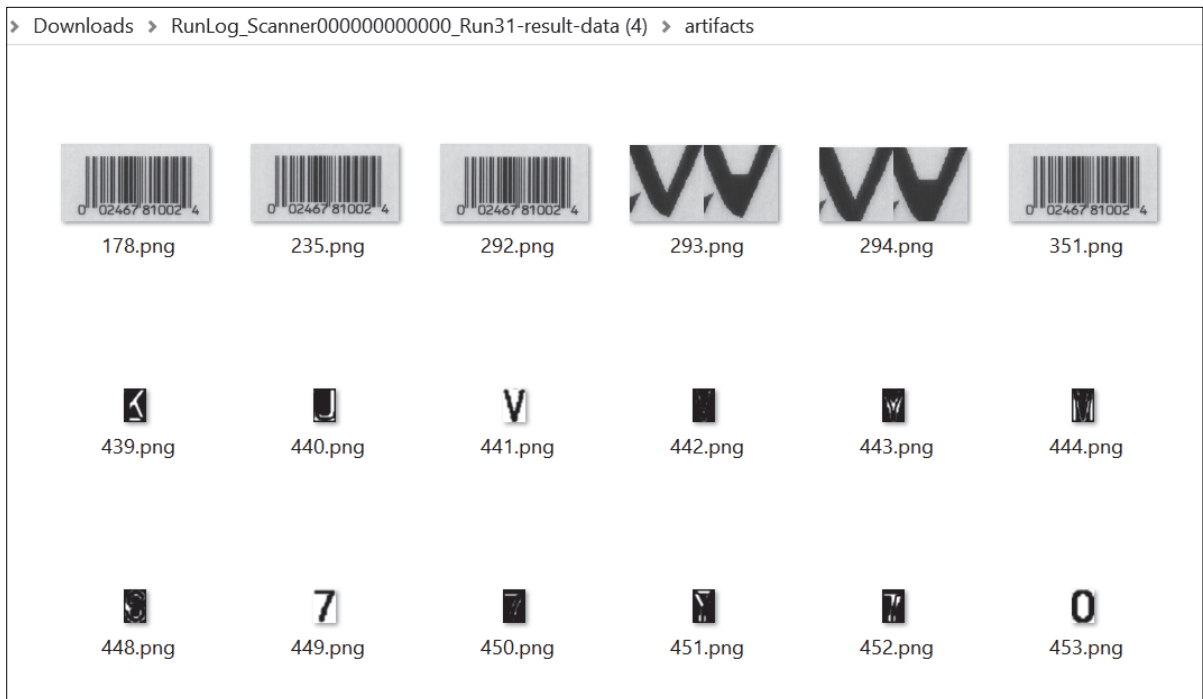 > Downloads > RunLog_Scanner000000000000_Run31-result-data (4) > artifacts
0 02467 81002 4 0 02467 81002 4 0 02467 81002 4 V V V V 0 02467 81002 4
178.png 235.png 292.png 293.png 294.png 351.png
J V
439.png 440.png 441.png 442.png 443.png 444.png
7 0
448.png 449.png 450.png 451.png 452.png 453.png